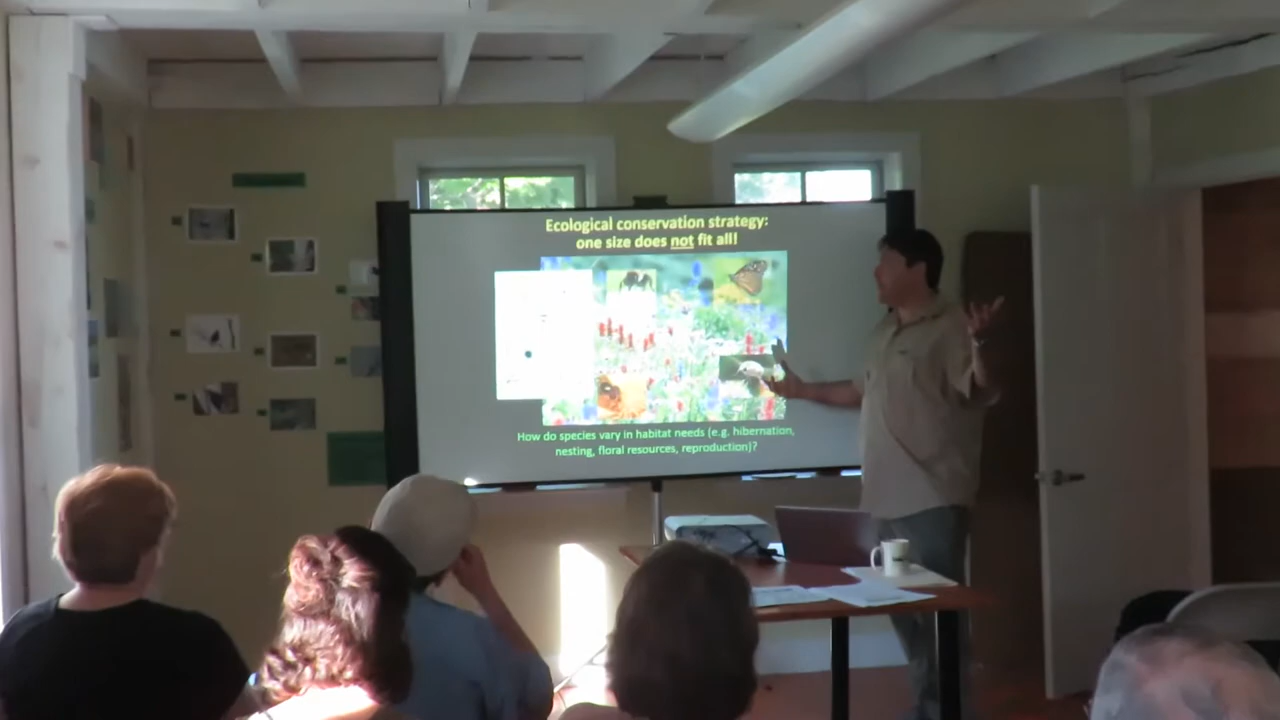 Ecological conservation strategy:
one size does not fit all!
How do species vary in habitat needs (e.g. hibernation,
nesting, floral resources, reproduction)?